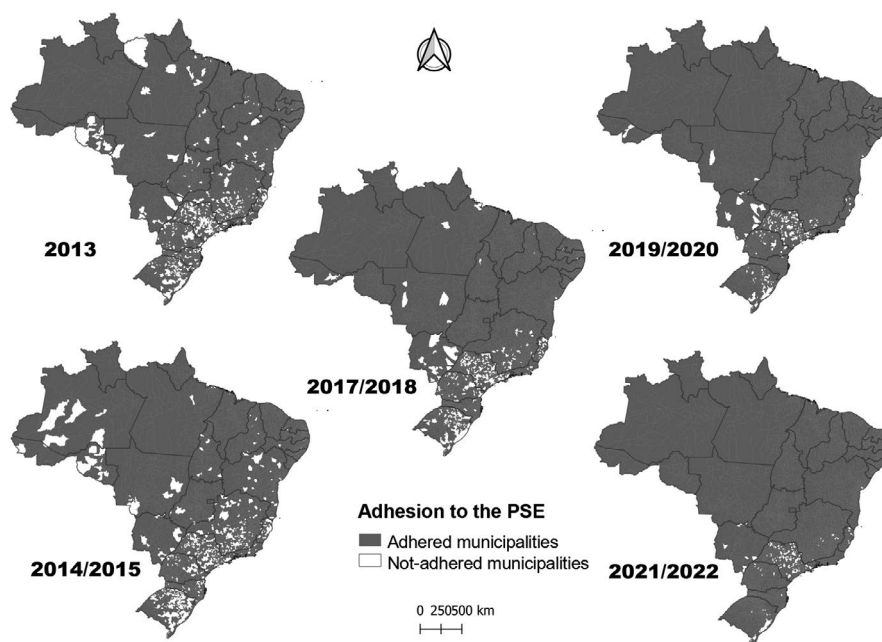 2013
2019/2020
2017/2018
2014/2015
Adhesion to the PSE
Adhered municipalities
Not-adhered municipalities
0 250500 km
2021/2022